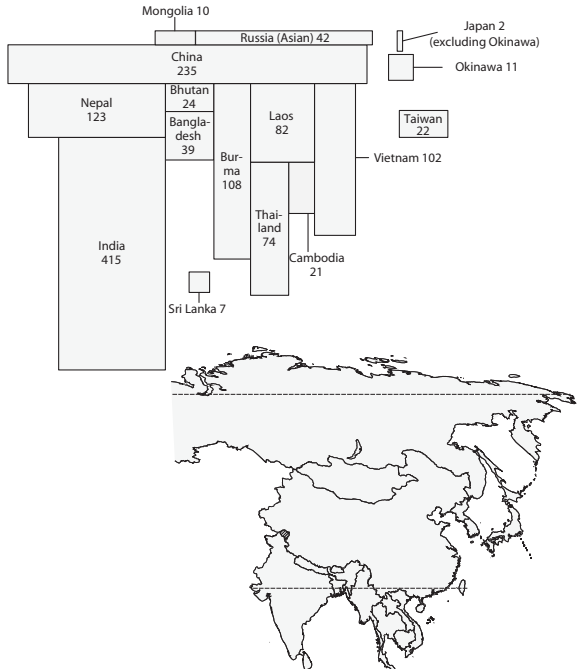 Mongolia 10
Russia (Asian) 42
Japan 2
(excluding Okinawa)
China
235
Okinawa 11
Nepal
123
Bhutan
24
Bangla-
desh
39
Bur-
ma
108
Laos
82
Taiwan
22
Vietnam 102
India
415
Thai-
land
74
Cambodia
21
Sri Lanka 7